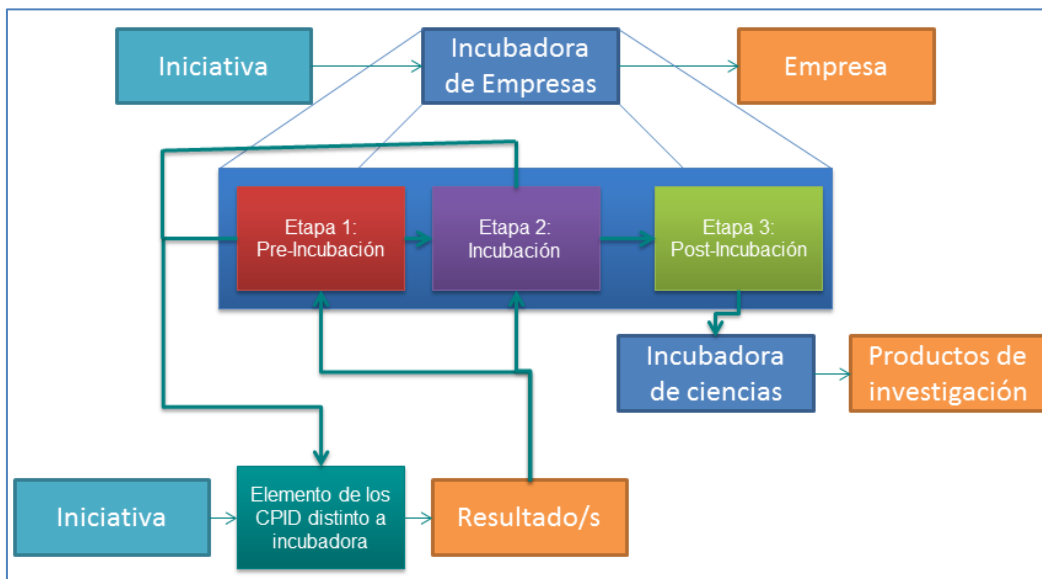 Iniciativa
Incubadora
de Empresas
Empresa
Etapa 1:
Pre-Incubación
Etapa 2:
Incubación
Etapa 3:
Post-Incubación
Incubadora
de ciencias
Productos de
investigación
Iniciativa
Elemento de los
CPID distinto a
incubadora
Resultado/s